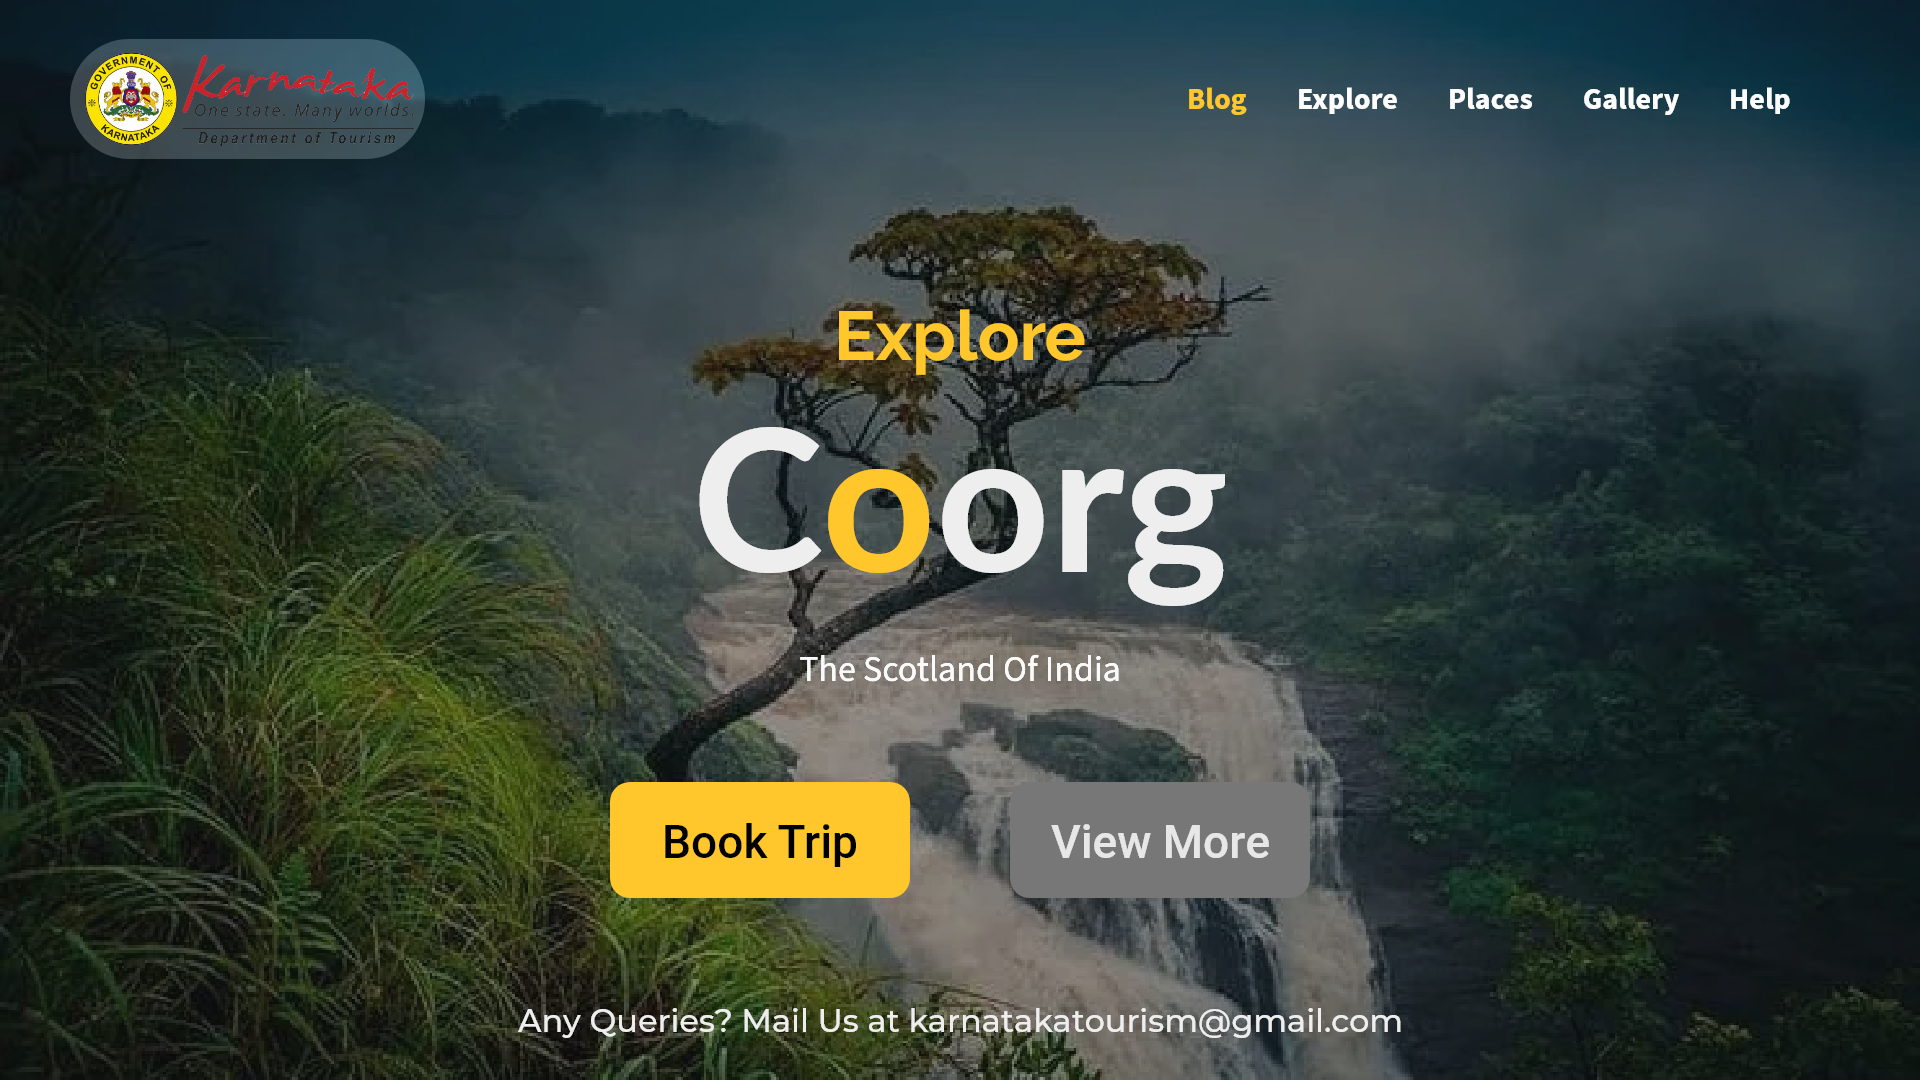 GOVERNMENT OF
KARNATAKA
Karnataka
One state. Many worlds.
Department of Tourism
Blog
Explore
Places
Gallery
Help
Explore
Coorg
The Scotland Of India
Book Trip
View More
Any Queries? Mail Us at karnatakatourism@gmail.com